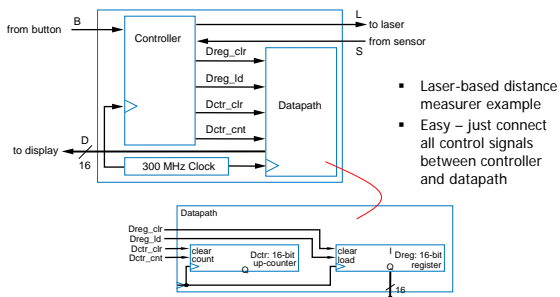 from button
B
Controller
L
to laser
from sensor
S
Dreg_clr
Dreg_ld
Dctr_clr
Dctr_cnt
Datapath
to display
D
16
300 MHz Clock
▪ Laser-based distance
measurer example
▪ Easy – just connect
all control signals
between controller
and datapath
Datapath
Dreg_clr
Dreg_ld
Dctr_clr
Dctr_cnt
clear
count
Dctr: 16-bit
up-counter
Q
clear
load
I
Dreg: 16-bit
register
Q
16